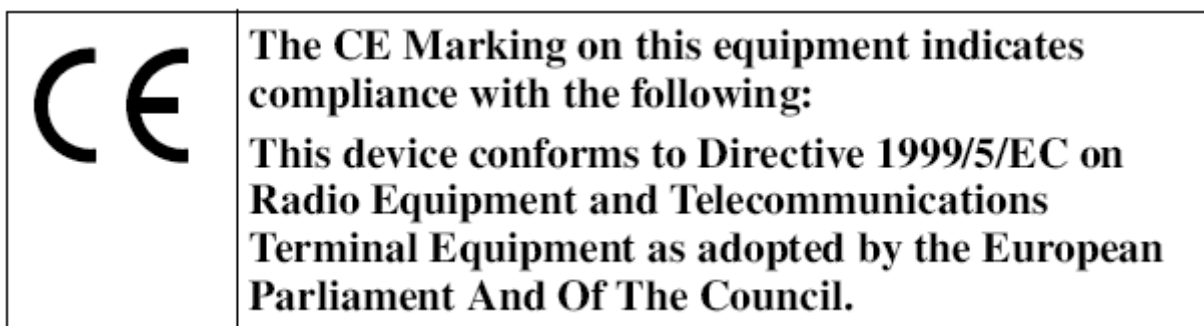 CE
The CE Marking on this equipment indicates
compliance with the following:
This device conforms to Directive 1999/5/EC on
Radio Equipment and Telecommunications
Terminal Equipment as adopted by the European
Parliament And Of The Council.